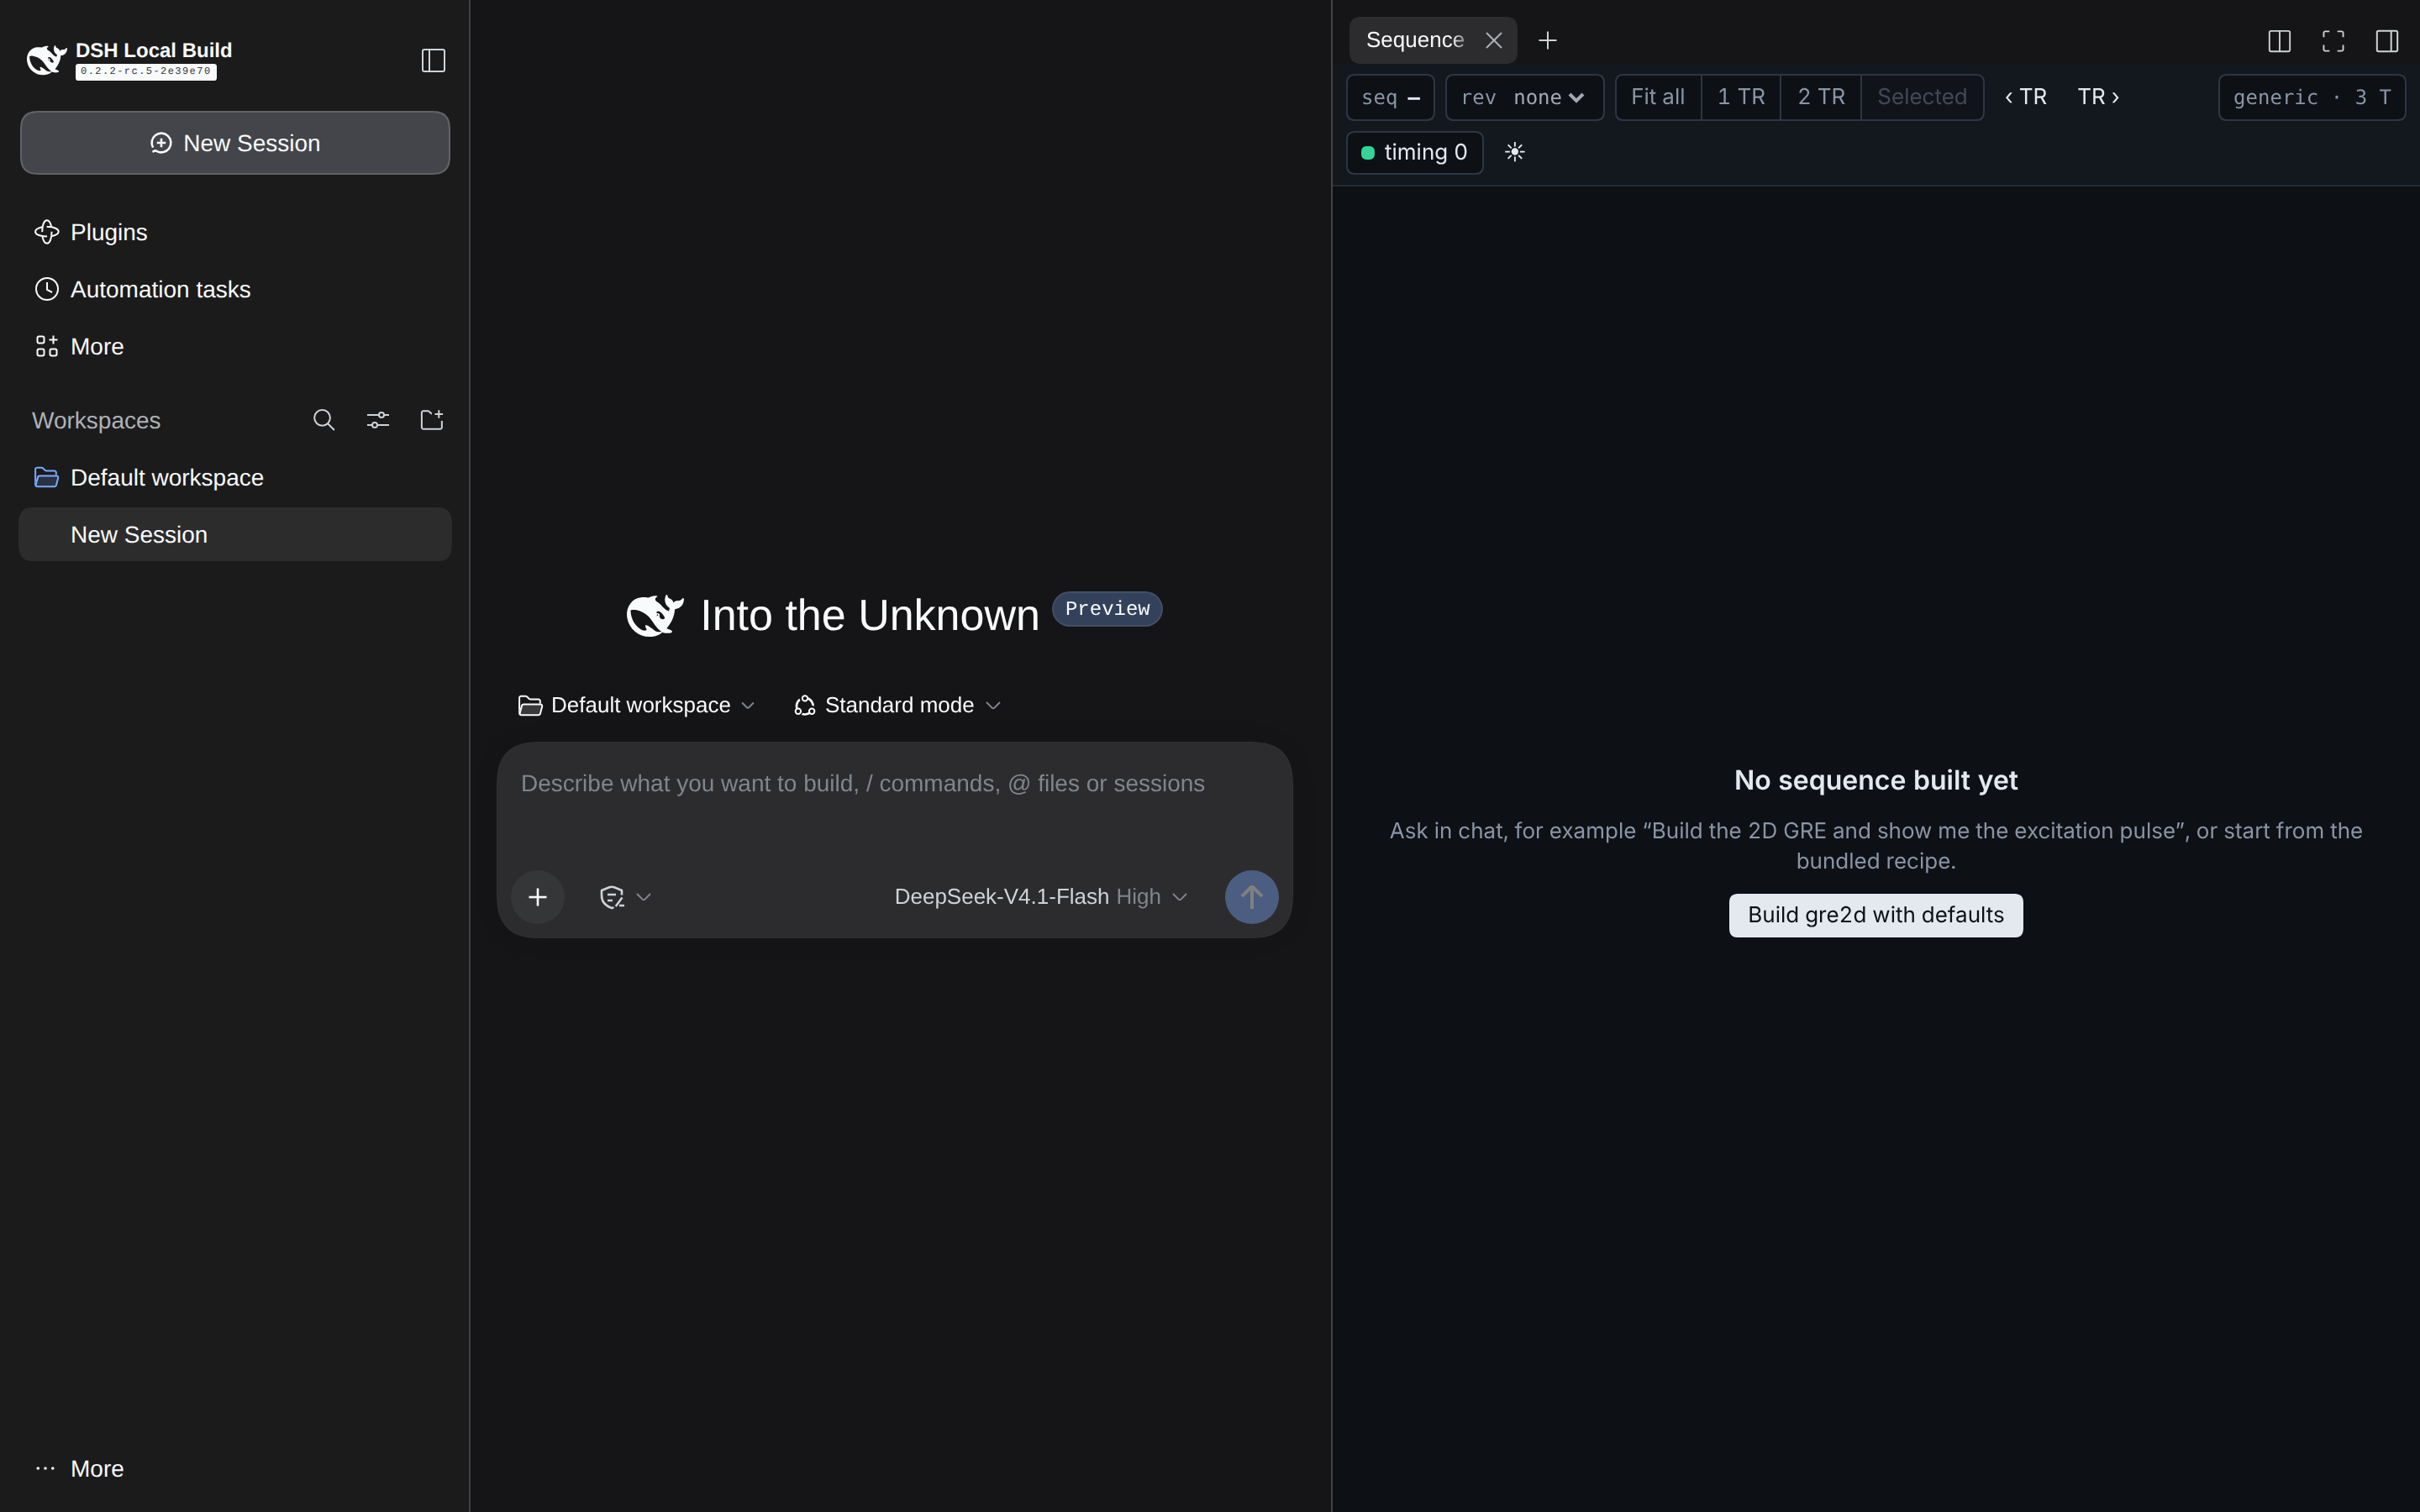 DSH Local Build
0.2.2-rc.5-2e39e70
New Session
Plugins
Automation tasks
More
Workspaces
Default workspace
New Session
More
Into the Unknown Preview
Default workspace Standard mode
Describe what you want to build, / commands, @ files or sessions
DeepSeek-V4.1-Flash High
Sequence
seq – rev none Fit all 1 TR 2 TR Selected ‹ TR TR › generic · 3 T
timing 0
No sequence built yet
Ask in chat, for example “Build the 2D GRE and show me the excitation pulse”, or start from the
bundled recipe.
Build gre2d with defaults